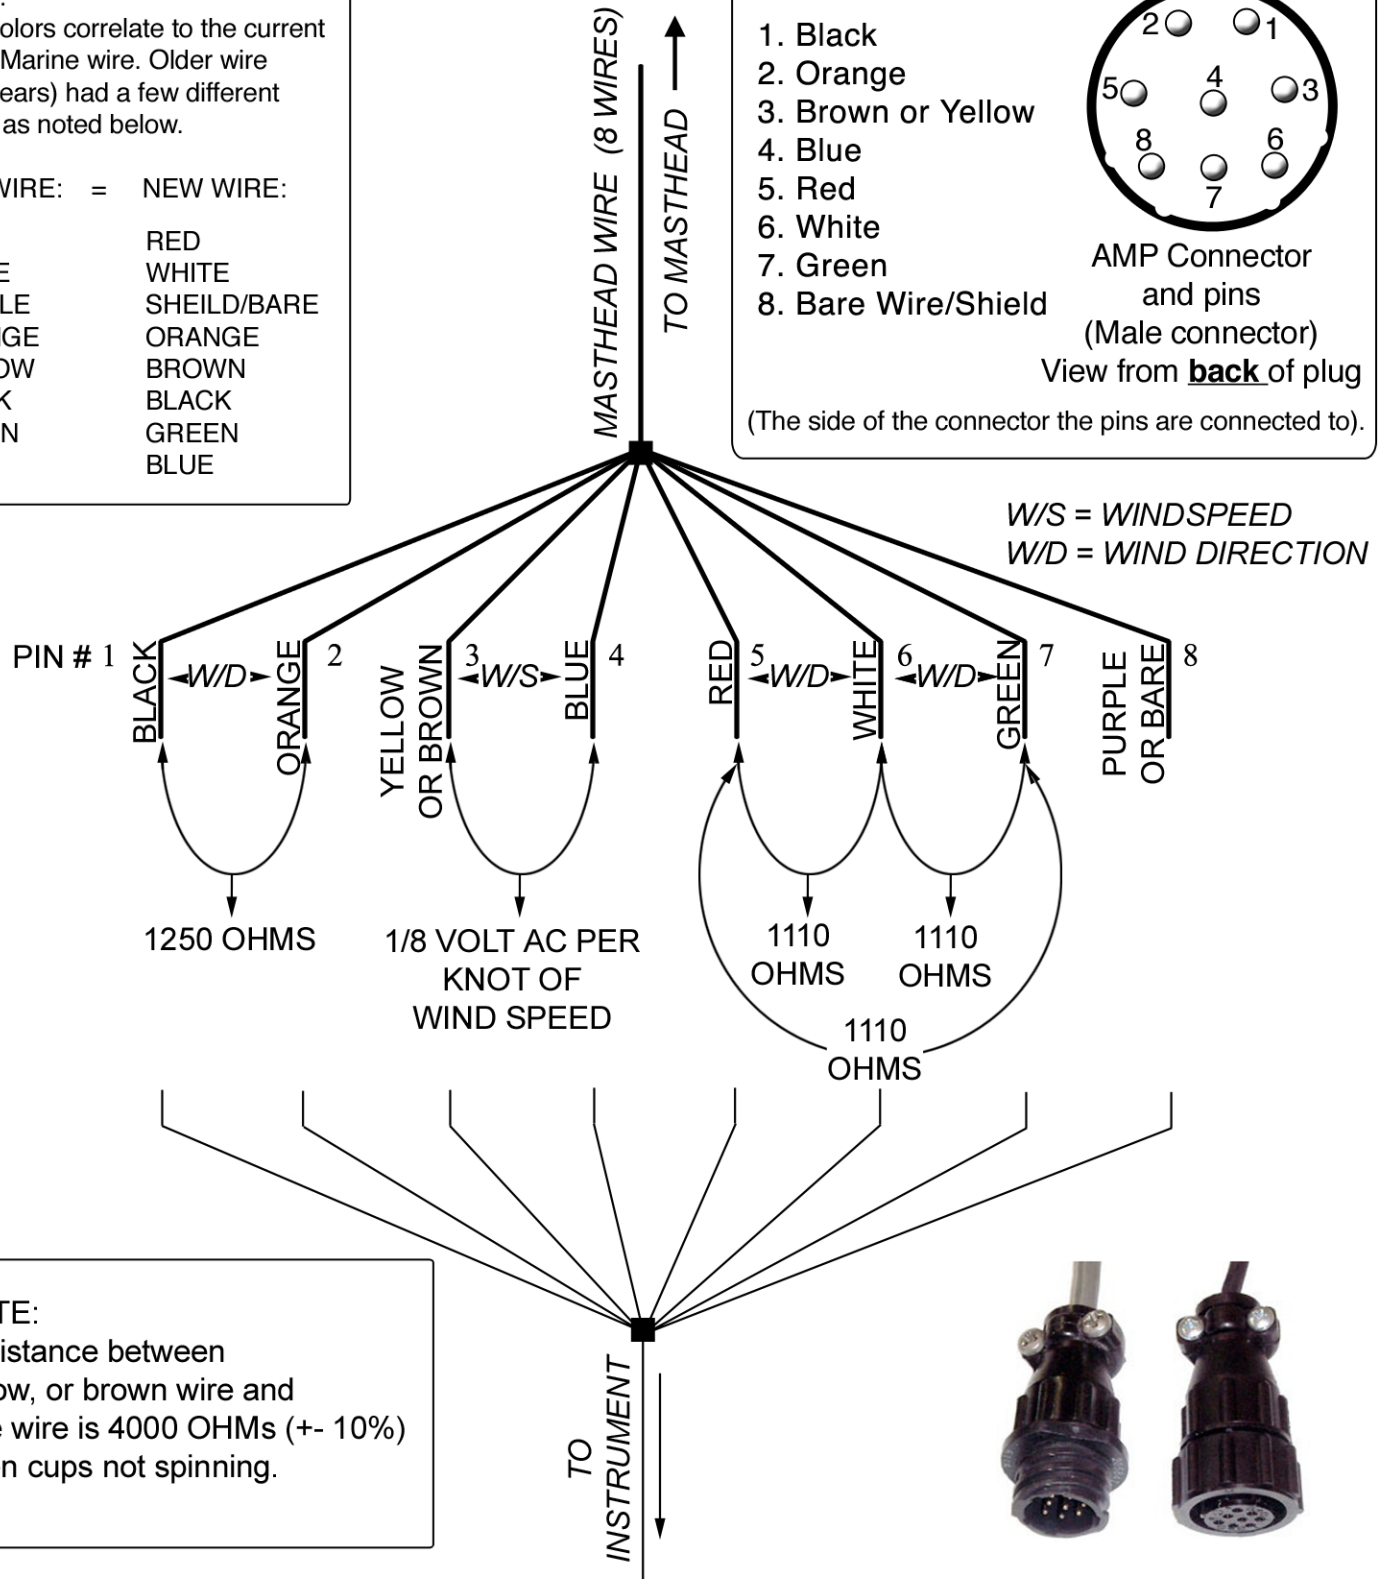 olors correlate to the current
Marine wire. Older wire
ears) had a few different
as noted below.
WIRE: = NEW WIRE:
RED
E WHITE
LE SHEILD/BARE
GE ORANGE
OW BROWN
K BLACK
N GREEN
BLUE
MASTHEAD WIRE (8 WIRES)
TO MASTHEAD
1. Black
2. Orange
3. Brown or Yellow
4. Blue
5. Red
6. White
7. Green
8. Bare Wire/Shield
2 1
5 4 3
8 6
7
AMP Connector
and pins
(Male connector)
View from back of plug
(The side of the connector the pins are connected to).
W/S = WINDSPEED
W/D = WIND DIRECTION
PIN # 1 2 3 4 5 6 7 8
BLACK
W/D
ORANGE
YELLOW
OR BROWN
W/S
BLUE
RED
W/D
WHITE
W/D
GREEN
PURPLE
OR BARE
1250 OHMS
1/8 VOLT AC PER
KNOT OF
WIND SPEED
1110
OHMS
1110
OHMS
1110
OHMS
TE:
istance between
ow, or brown wire and
e wire is 4000 OHMs (+- 10%)
n cups not spinning.
TO
INSTRUMENT